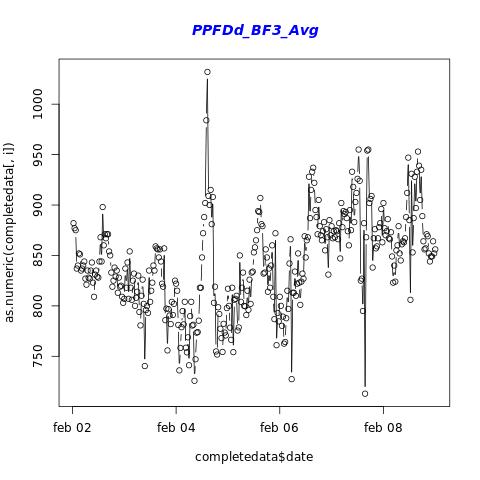 PPFDd_BF3_Avg
as.numeric(completedata[, i])
1000
950
900
850
800
750
feb 02
feb 04
feb 06
feb 08
completedata$date